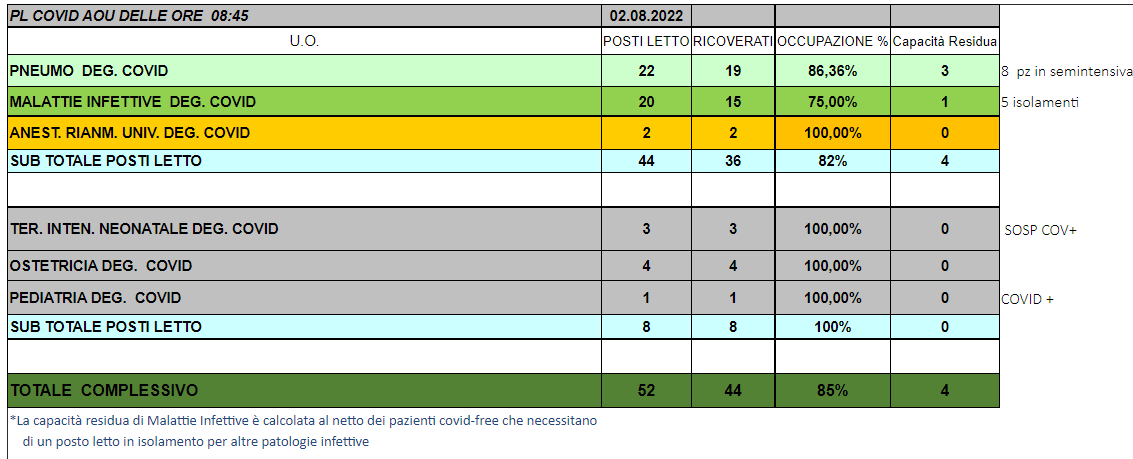 PL COVID AOU DELLE ORE 08:45 02.08.2022
U.O. POSTI LETTO RICOVERATI OCCUPAZIONE % Capacità Residua
PNEUMO DEG. COVID 22 19 86,36% 3 8 pz in semintensiva
MALATTIE INFETTIVE DEG. COVID 20 15 75,00% 1 5 isolamenti
ANEST. RIANM. UNIV. DEG. COVID 2 2 100,00% 0
SUB TOTALE POSTI LETTO 44 36 82% 4
TER. INTEN. NEONATALE DEG. COVID 3 3 100,00% 0 SOSP COV+
OSTETRICIA DEG. COVID 4 4 100,00% 0
PEDIATRIA DEG. COVID 1 1 100,00% 0 COVID +
SUB TOTALE POSTI LETTO 8 8 100% 0
TOTALE COMPLESSIVO 52 44 85% 4
*La capacità residua di Malattie Infettive è calcolata al netto dei pazienti covid-free che necessitano
di un posto letto in isolamento per altre patologie infettive